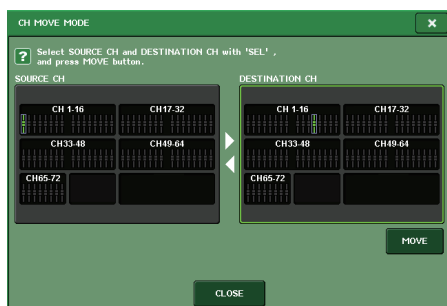 CH MOVE MODE
×
? Select SOURCE CH and DESTINATION CH with 'SEL' ,
and press MOVE button.
SOURCE CH
DESTINATION CH
CH 1-16
CH17-32
CH33-48
CH49-64
CH65-72
CH 1-16
CH17-32
CH33-48
CH49-64
CH65-72
MOVE
CLOSE